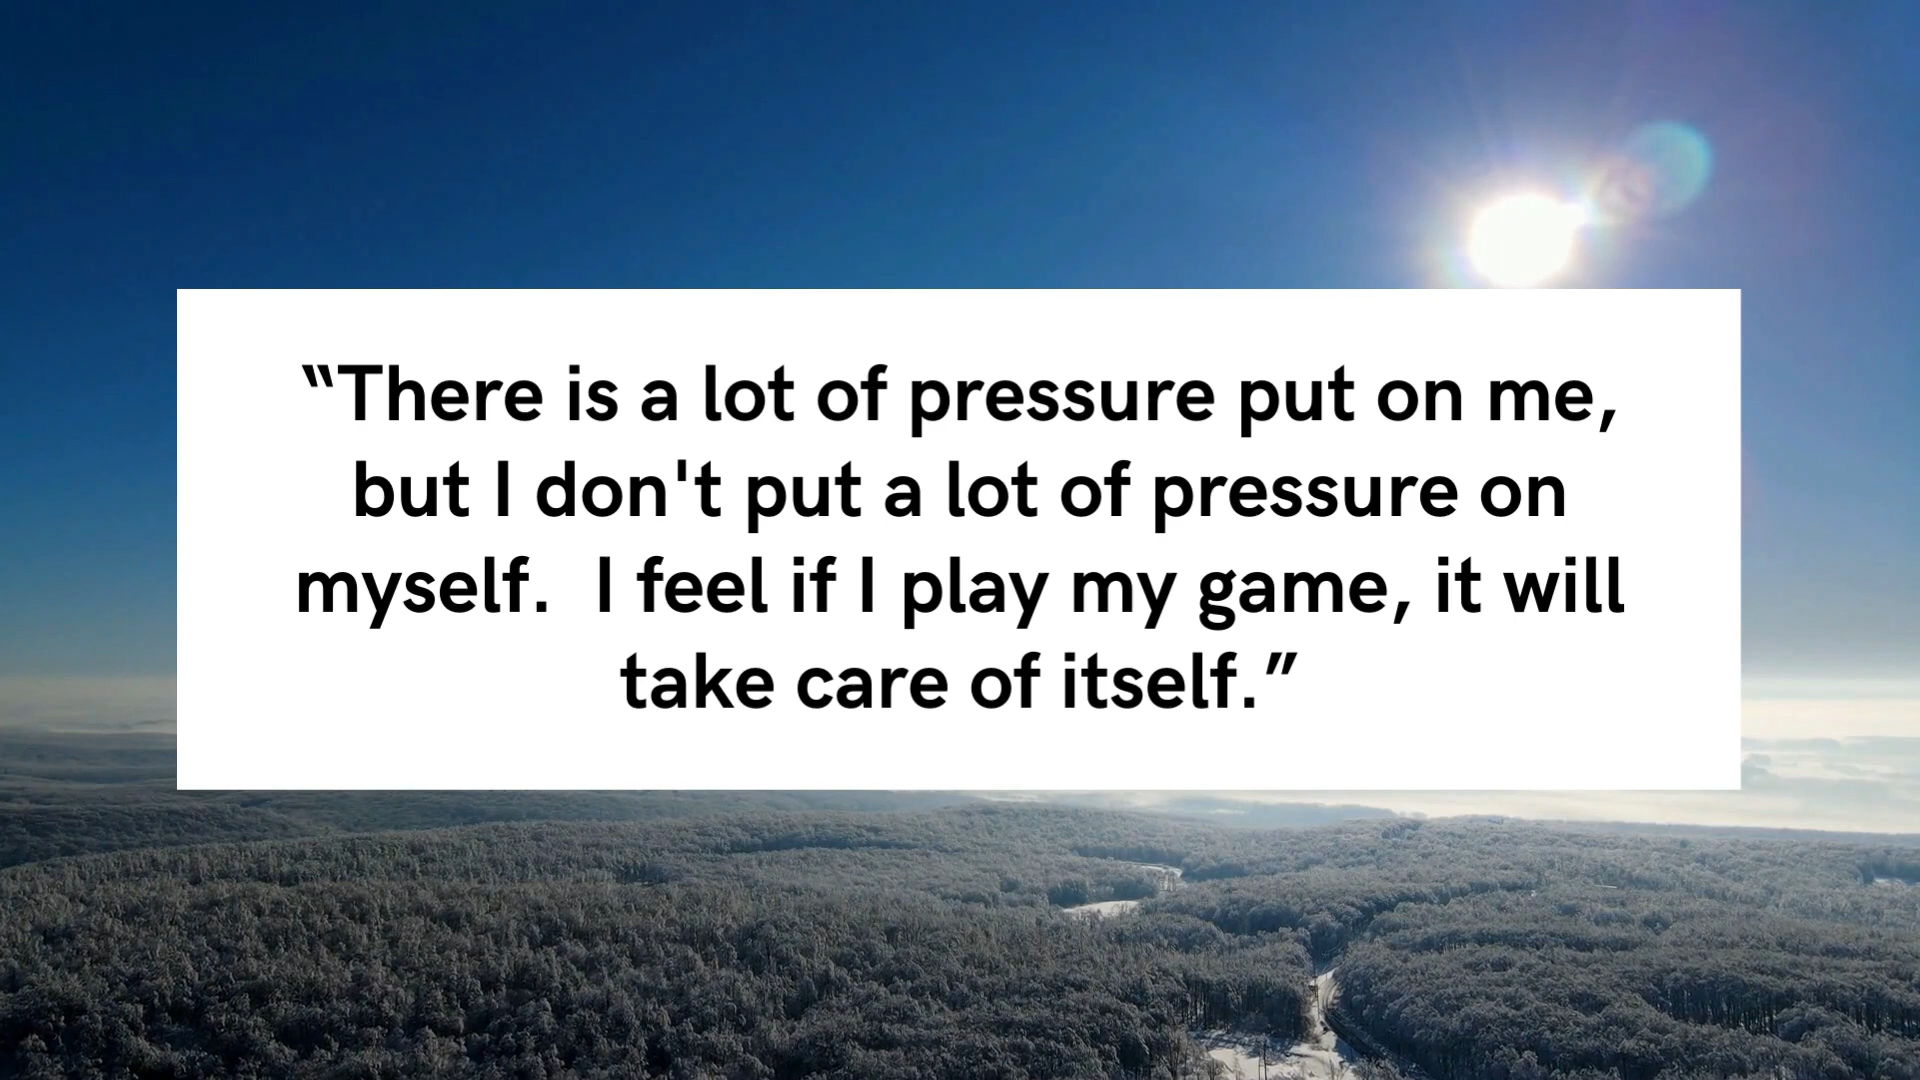 “There is a lot of pressure put on me,
but I don't put a lot of pressure on
myself.  I feel if I play my game, it will
take care of itself.”